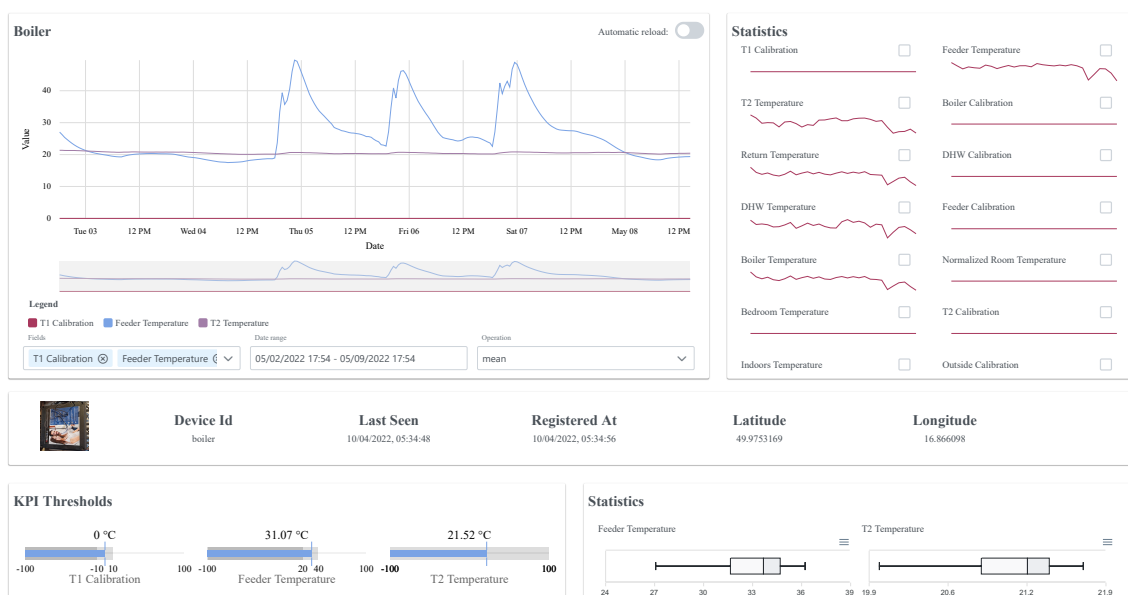 Boiler
Automatic reload:
Value
40
30
20
10
0
Tue 03 12 PM Wed 04 12 PM Thu 05 12 PM Fri 06 12 PM Sat 07 12 PM May 08 12 PM
Date
Legend
T1 Calibration Feeder Temperature T2 Temperature
Fields Date range Operation
T1 Calibration Feeder Temperature 05/02/2022 17:54 - 05/09/2022 17:54 mean
Statistics
T1 Calibration Feeder Temperature
T2 Temperature Boiler Calibration
Return Temperature DHW Calibration
DHW Temperature Feeder Calibration
Boiler Temperature Normalized Room Temperature
Bedroom Temperature T2 Calibration
Indoors Temperature Outside Calibration
Device Id Last Seen Registered At Latitude Longitude
boiler 10/04/2022, 05:34:48 10/04/2022, 05:34:56 49.9753169 16.866098
KPI Thresholds
0 °C 31.07 °C 21.52 °C
-100 -10 10 100 -100 20 40 100 -100 100
T1 Calibration Feeder Temperature T2 Temperature
Statistics
Feeder Temperature T2 Temperature
24 27 30 33 36 39 19.9 20.6 21.2 21.9